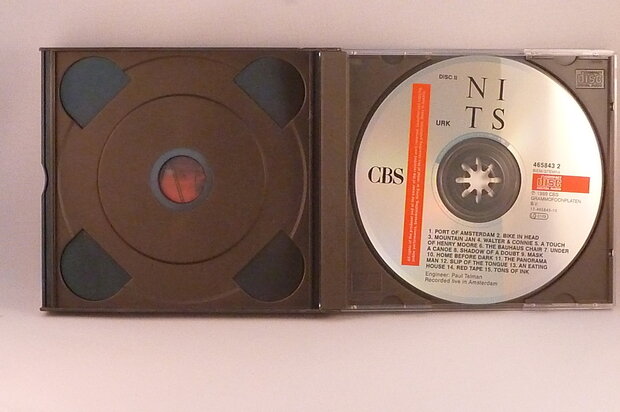 DISC II
N I
T S
URK
CBS
465843 2
DISC
℗ 1989 CBS
GRAMMOFOONPLATEN
B.V.
1. PORT OF AMSTERDAM 2. BIKE IN HEAD
3. MOUNTAIN JAN 4. WALTER & CONNIE 5. A TOUCH
OF HENRY MOORE 6. THE BAUHAUS CHAIR 7. UNDER
A CANOE 8. SHADOW OF A DOUBT 9. MASK
10. HOME BEFORE DARK 11. THE PANORAMA
MAN 12. SLIP OF THE TONGUE 13. AN EATING
HOUSE 14. RED TAPE 15. TONS OF INK
Engineer: Paul Telman
Recorded live in Amsterdam